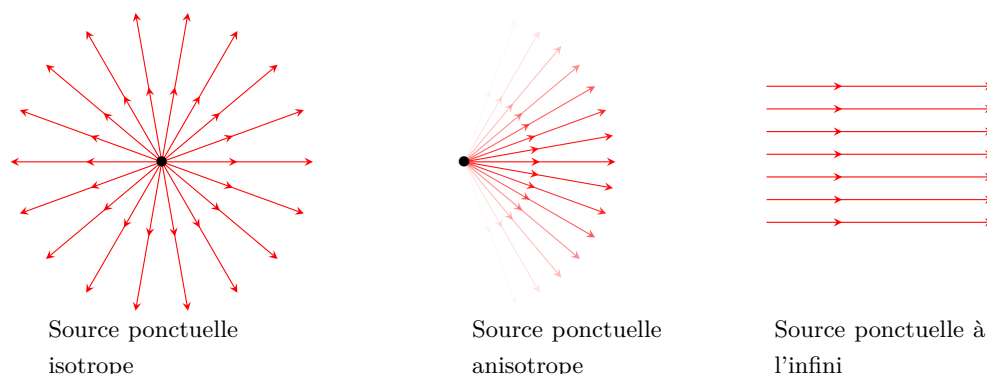 Source ponctuelle
isotrope
Source ponctuelle
anisotrope
Source ponctuelle à
l'infini